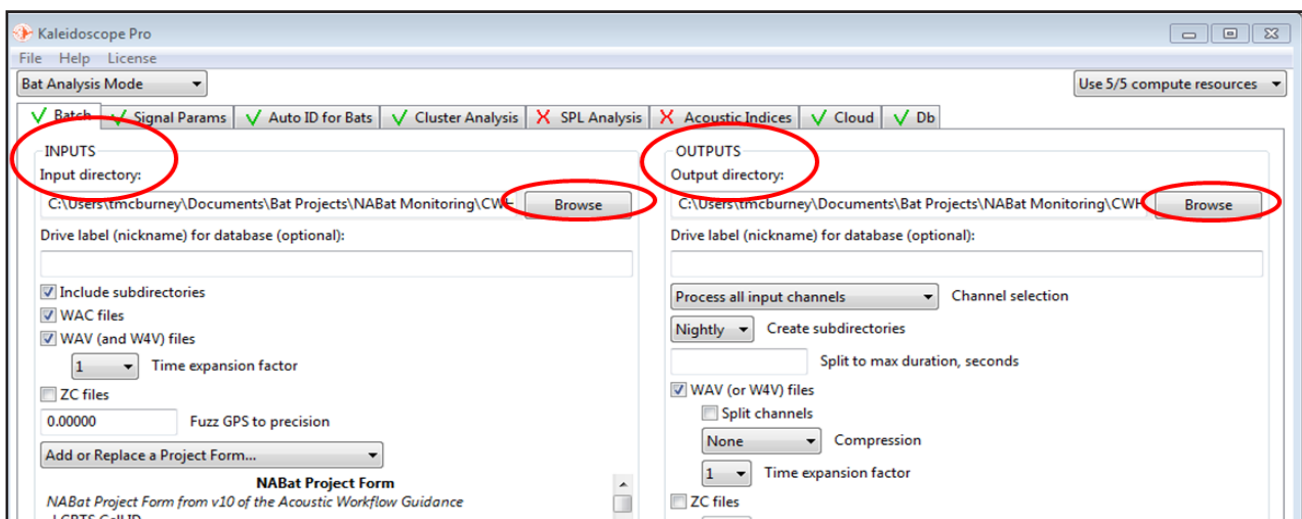 Kaleidoscope Pro
File Help License
Bat Analysis Mode
Use 5/5 compute resources
Batch Signal Params Auto ID for Bats Cluster Analysis SPL Analysis Acoustic Indices Cloud Db
INPUTS
Input directory:
C:\Users\tmcburney\Documents\Bat Projects\NABat Monitoring\CWH Browse
Drive label (nickname) for database (optional):
Include subdirectories
WAC files
WAV (and W4V) files
1 Time expansion factor
ZC files
0.00000 Fuzz GPS to precision
Add or Replace a Project Form...
NABat Project Form
NABat Project Form from v10 of the Acoustic Workflow Guidance
OUTPUTS
Output directory:
C:\Users\tmcburney\Documents\Bat Projects\NABat Monitoring\CWH Browse
Drive label (nickname) for database (optional):
Process all input channels Channel selection
Nightly Create subdirectories
Split to max duration, seconds
WAV (or W4V) files
Split channels
None Compression
1 Time expansion factor
ZC files